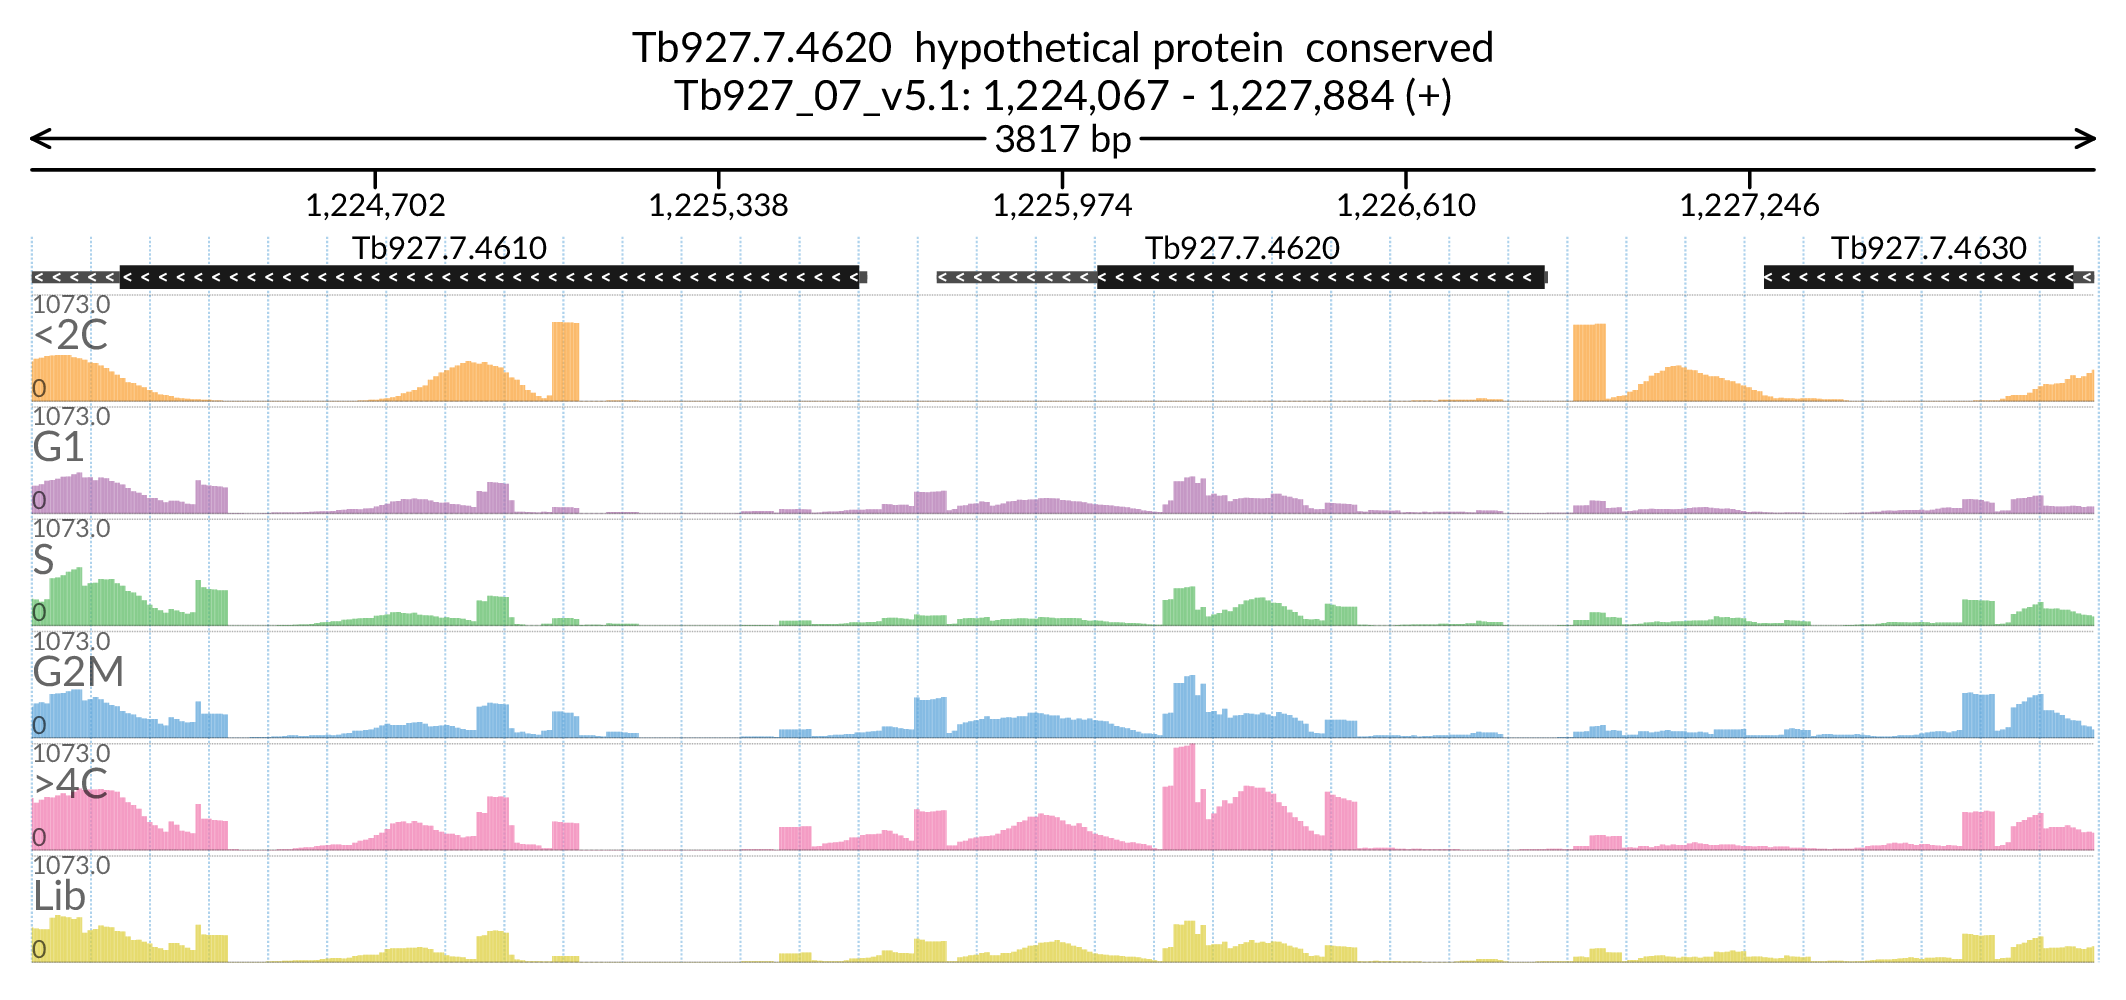 Tb927.7.4620  hypothetical protein  conserved
Tb927_07_v5.1: 1,224,067 - 1,227,884 (+)
3817 bp
1,224,702 1,225,338 1,225,974 1,226,610 1,227,246
Tb927.7.4610 Tb927.7.4620 Tb927.7.4630
1073.0
<2C
0
1073.0
G1
0
1073.0
S
0
1073.0
G2M
0
1073.0
>4C
0
1073.0
Lib
0